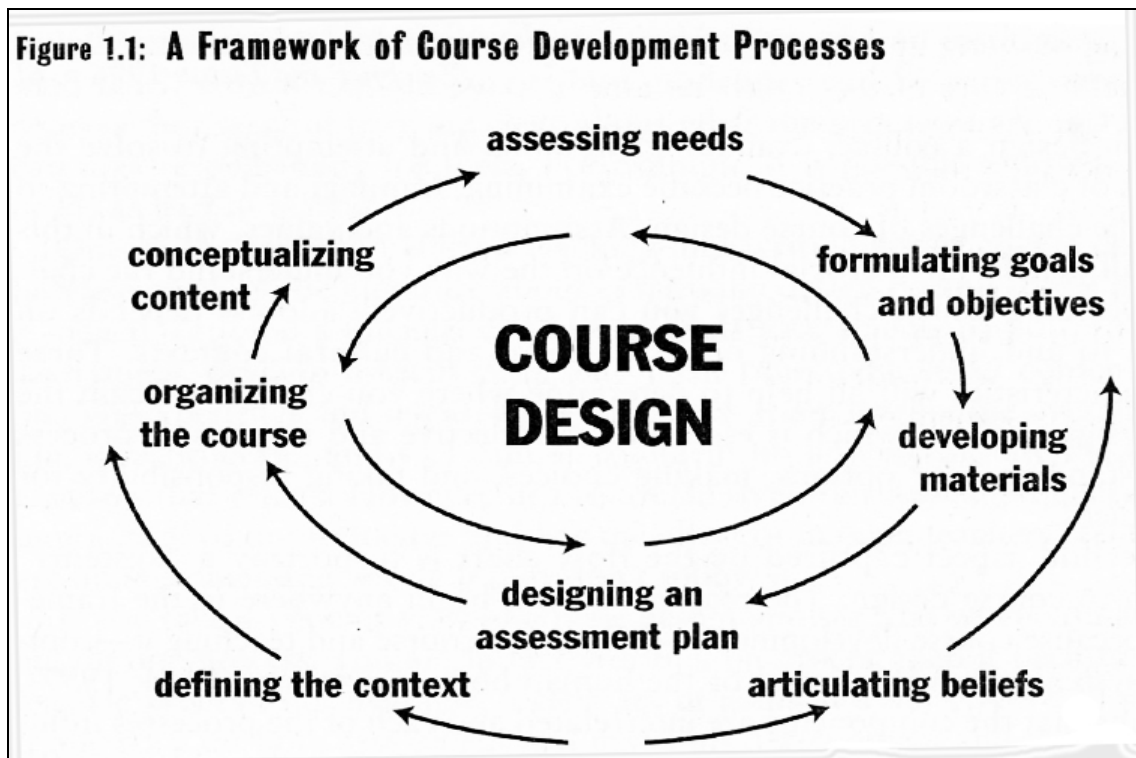 Figure 1.1: A Framework of Course Development Processes
assessing needs
conceptualizing
content
formulating goals
and objectives
COURSE
DESIGN
organizing
the course
developing
materials
designing an
assessment plan
defining the context
articulating beliefs